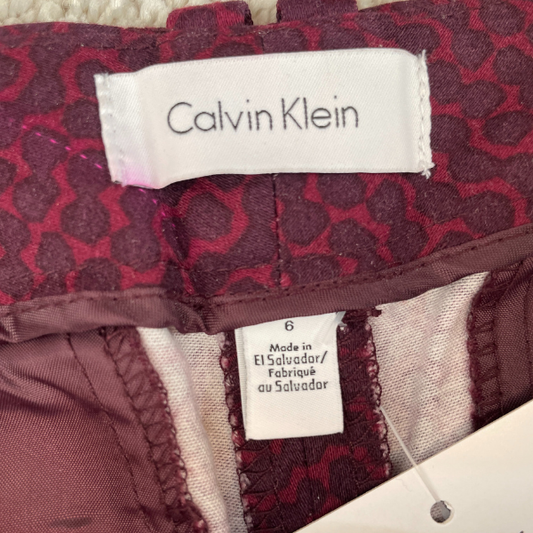 Calvin Klein
6
Made in
El Salvador/
Fabriqué
au Salvador